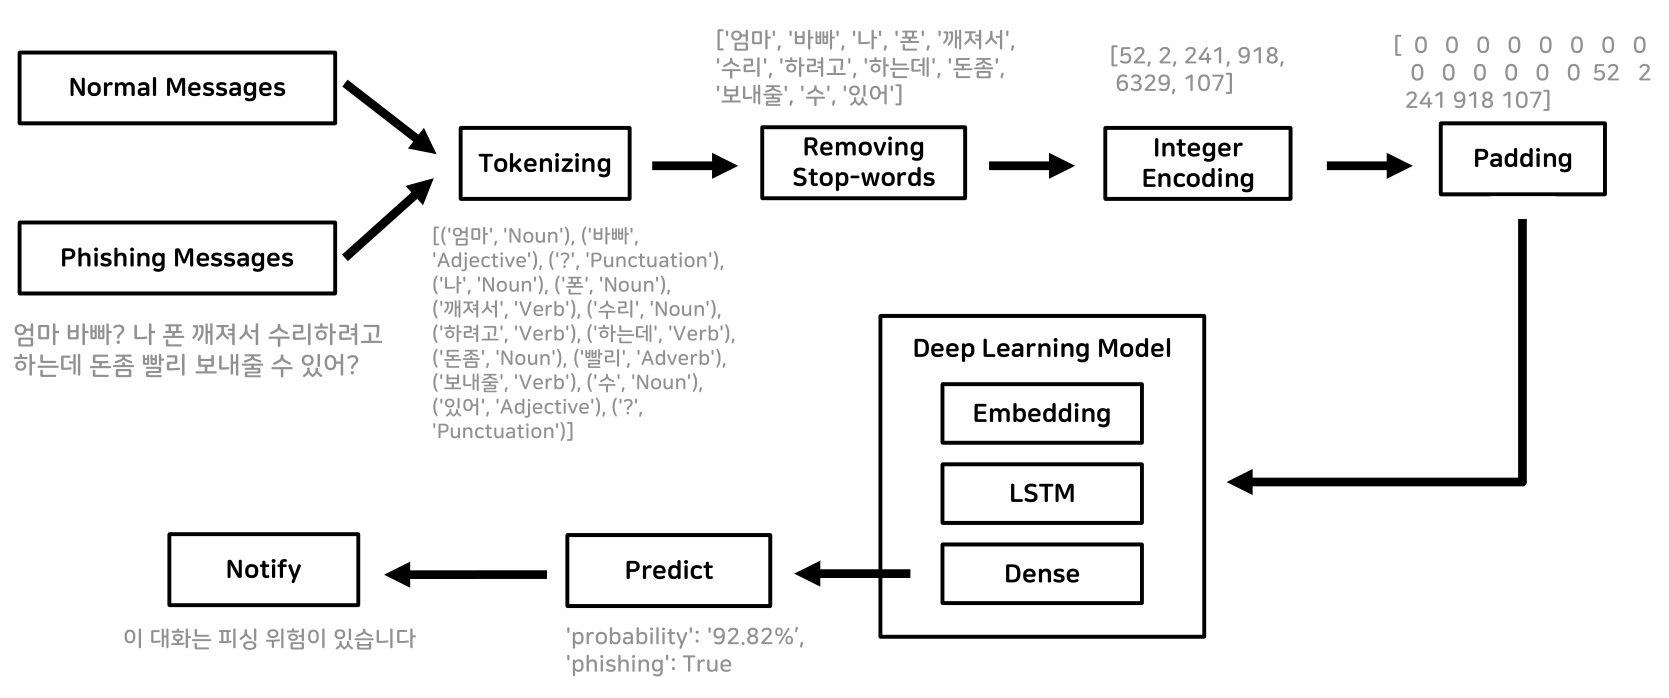 Normal Messages
Phishing Messages
엄마 바빠? 나 폰 깨져서 수리하려고
하는데 돈좀 빨리 보내줄 수 있어?
Tokenizing
[('엄마', 'Noun'), ('바빠',
'Adjective'), ('?', 'Punctuation'),
('나', 'Noun'), ('폰', 'Noun'),
('깨져서', 'Verb'), ('수리', 'Noun'),
('하려고', 'Verb'), ('하는데', 'Verb'),
('돈좀', 'Noun'), ('빨리', 'Adverb'),
('보내줄', 'Verb'), ('수', 'Noun'),
('있어', 'Adjective'), ('?',
'Punctuation')]
['엄마', '바빠', '나', '폰', '깨져서',
'수리', '하려고', '하는데', '돈좀',
'보내줄', '수', '있어']
Removing
Stop-words
[52, 2, 241, 918,
6329, 107]
Integer
Encoding
[ 0 0 0 0 0 0 0 0
0 0 0 0 0 0 52 2
241 918 107]
Padding
Deep Learning Model
Embedding
LSTM
Dense
Predict
'probability': '92.82%',
'phishing': True
Notify
이 대화는 피싱 위험이 있습니다